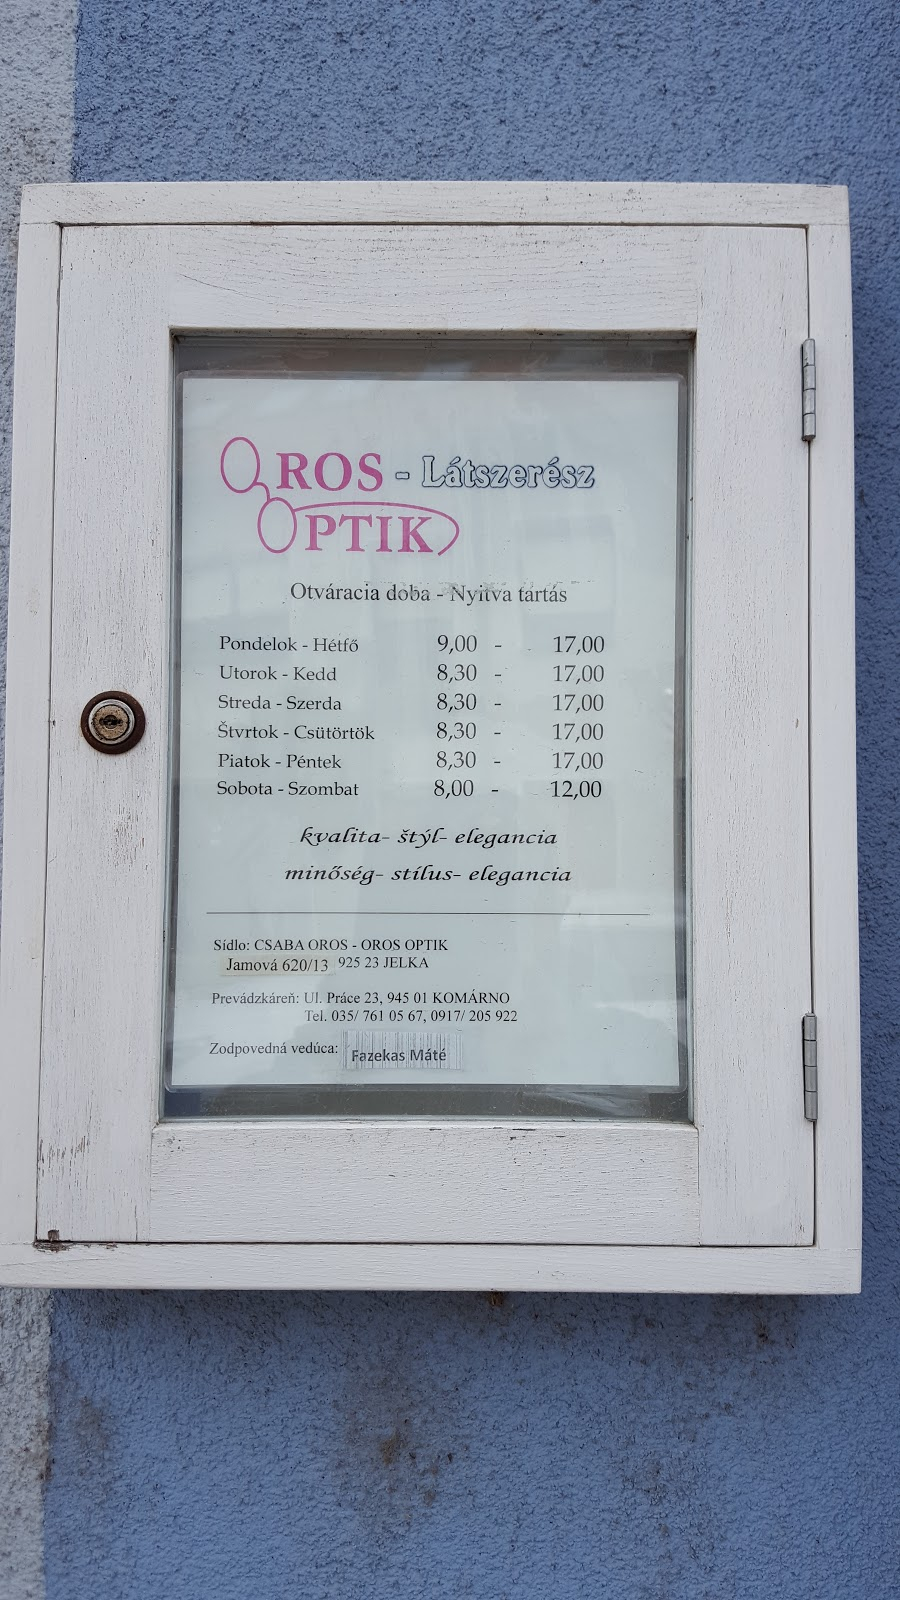 OROS - Látszerész
OPTIK
Otváracia doba - Nyitva tartás
Pondelok - Hétfő 9,00 - 17,00
Utorok - Kedd 8,30 - 17,00
Streda - Szerda 8,30 - 17,00
Štvrtok - Csütörtök 8,30 - 17,00
Piatok - Péntek 8,30 - 17,00
Sobota - Szombat 8,00 - 12,00
kvalita- štýl- elegancia
minőség- stílus- elegancia
Sídlo: CSABA OROS - OROS OPTIK
Jamová 620/13 925 23 JELKA
Prevádzkáreň: Ul. Práce 23, 945 01 KOMÁRNO
Tel. 035/ 761 05 67, 0917/ 205 922
Zodpovedná vedúca: Fazekas Máté